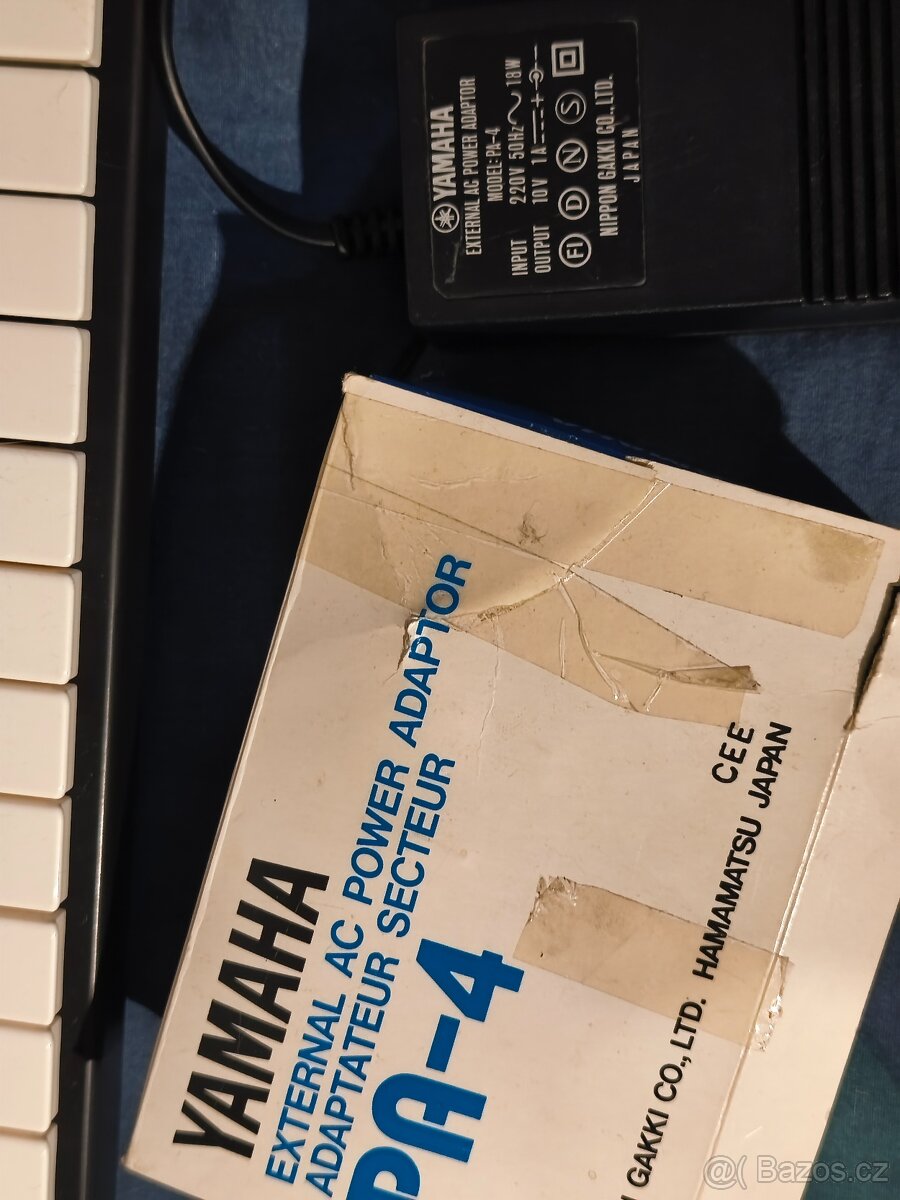 YAMAHA
EXTERNAL AC POWER ADAPTOR
MODEL: PA-4
INPUT 220V 50Hz 18W
OUTPUT 10V 1A
FI D N S
NIPPON GAKKI CO., LTD.
JAPAN
YAMAHA
EXTERNAL AC POWER ADAPTOR
ADAPTATEUR SECTEUR
PA-4
CEE
GAKKI CO., LTD. HAMAMATSU JAPAN
@( Bazos.cz